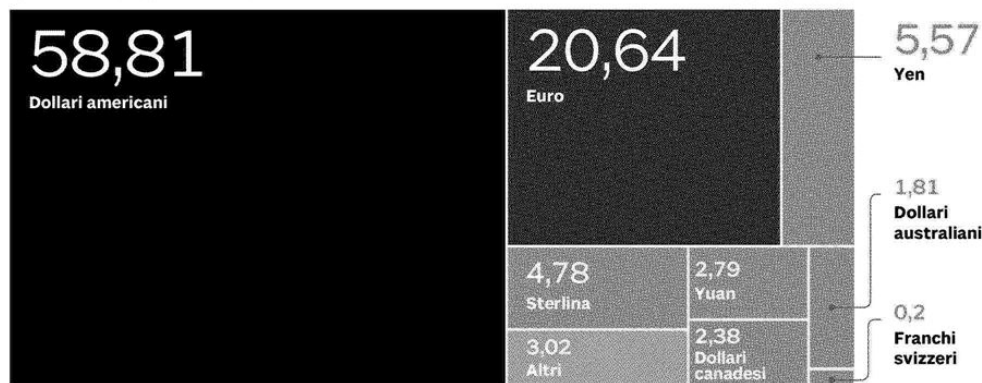 58,81
Dollari americani
20,64
Euro
5,57
Yen
4,78
Sterlina
3,02
Altri
2,79
Yuan
2,38
Dollari
canadesi
1,81
Dollari
australiani
0,2
Franchi
svizzeri